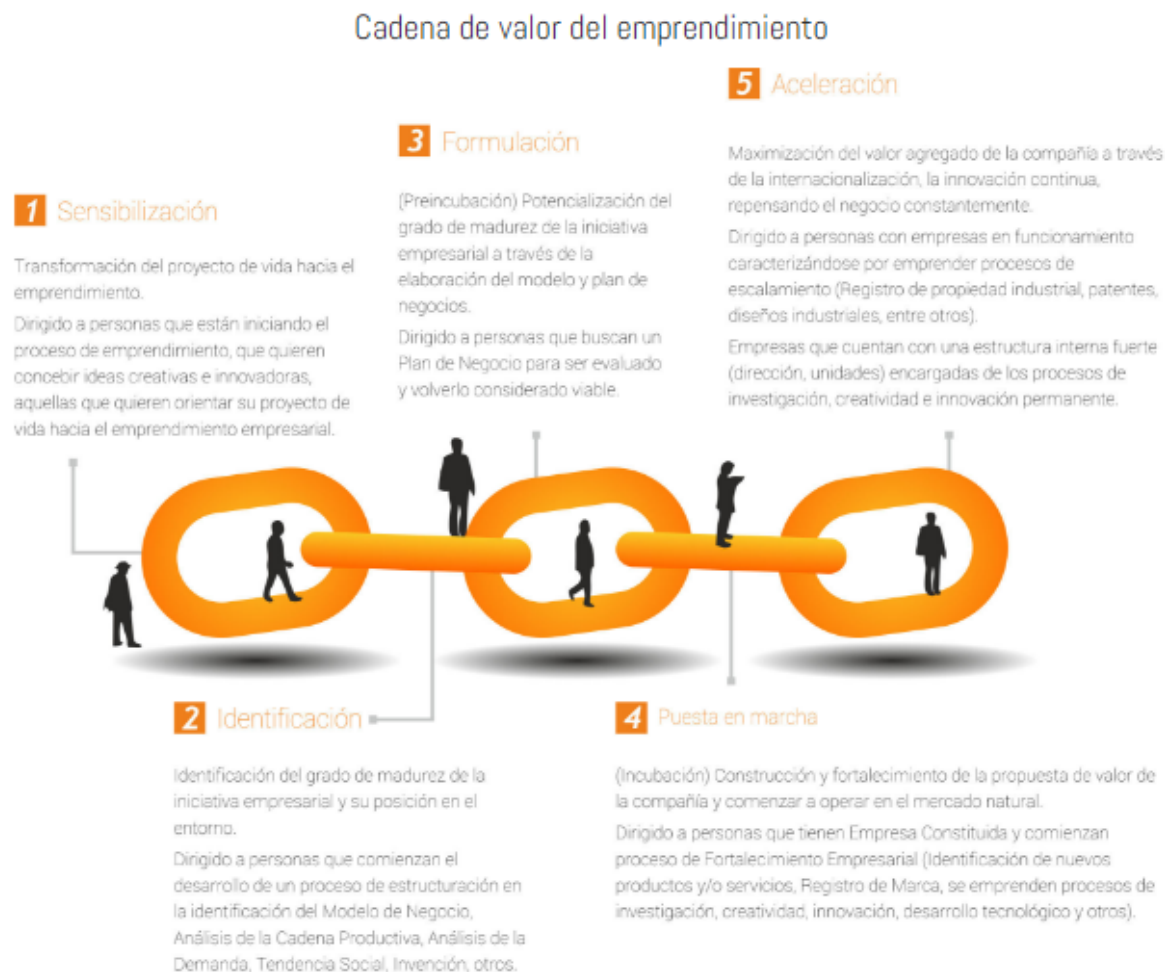 Cadena de valor del emprendimiento
1 Sensibilización
Transformación del proyecto de vida hacia el
emprendimiento.
Dirigido a personas que están iniciando el
proceso de emprendimiento, que quieren
concebir ideas creativas e innovadoras,
aquellas que quieren orientar su proyecto de
vida hacia el emprendimiento empresarial.
2 Identificación
Identificación del grado de madurez de la
iniciativa empresarial y su posición en el
entorno.
Dirigido a personas que comienzan el
desarrollo de un proceso de estructuración en
la identificación del Modelo de Negocio,
Análisis de la Cadena Productiva, Análisis de la
Demanda, Tendencia Social, Invención, otros.
3 Formulación
(Preincubación) Potencialización del
grado de madurez de la iniciativa
empresarial a través de la
elaboración del modelo y plan de
negocios.
Dirigido a personas que buscan un
Plan de Negocio para ser evaluado
y volverlo considerado viable.
4 Puesta en marcha
(Incubación) Construcción y fortalecimiento de la propuesta de valor de
la compañía y comenzar a operar en el mercado natural.
Dirigido a personas que tienen Empresa Constituida y comienzan
proceso de Fortalecimiento Empresarial (Identificación de nuevos
productos y/o servicios, Registro de Marca, se emprenden procesos de
investigación, creatividad, innovación, desarrollo tecnológico y otros).
5 Aceleración
Maximización del valor agregado de la compañía a través
de la internacionalización, la innovación continua,
repensando el negocio constantemente.
Dirigido a personas con empresas en funcionamiento
caracterizándose por emprender procesos de
escalamiento (Registro de propiedad industrial, patentes,
diseños industriales, entre otros).
Empresas que cuentan con una estructura interna fuerte
(dirección, unidades) encargadas de los procesos de
investigación, creatividad e innovación permanente.